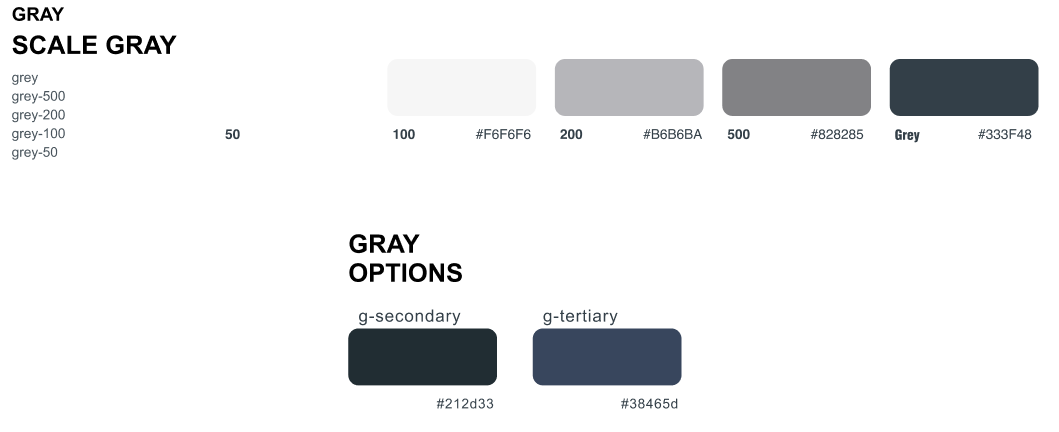 GRAY
SCALE GRAY
grey
grey-500
grey-200
grey-100
grey-50
50
100 #F6F6F6
200 #B6B6BA
500 #828285
Grey #333F48
GRAY
OPTIONS
g-secondary
g-tertiary
#212d33
#38465d